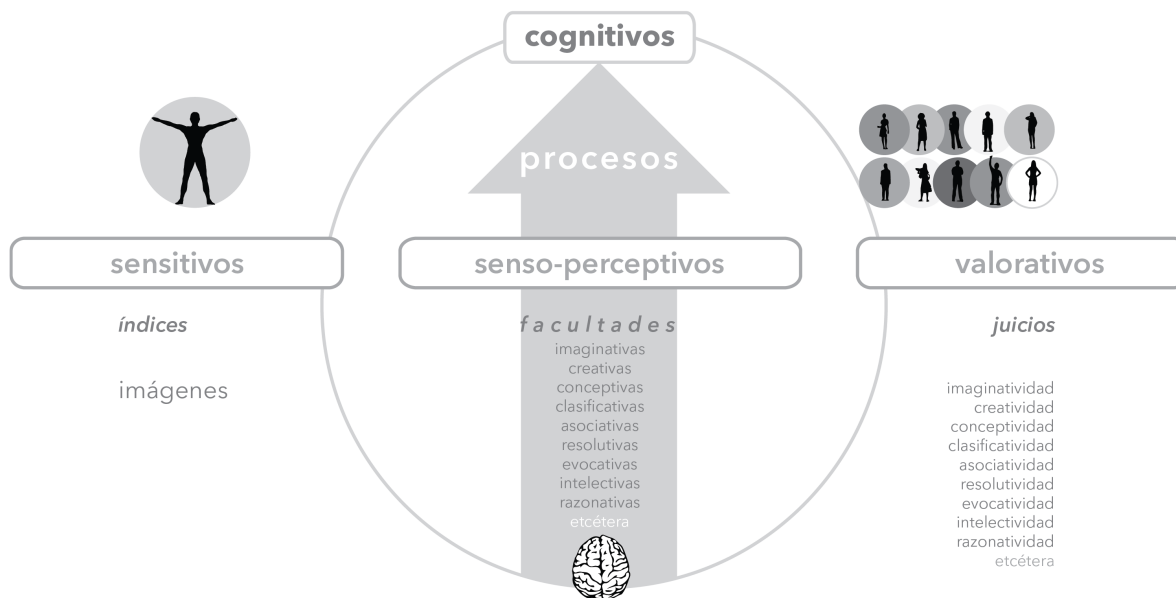 cognitivos
procesos
sensitivos
senso-perceptivos
valorativos
índices
facultades
juicios
imágenes
imaginativas
creativas
conceptivas
clasificativas
asociativas
resolutivas
evocativas
intelectivas
razonativas
etcétera
imaginatividad
creatividad
conceptividad
clasificatividad
asociatividad
resolutividad
evocatividad
intelectividad
razonatividad
etcétera